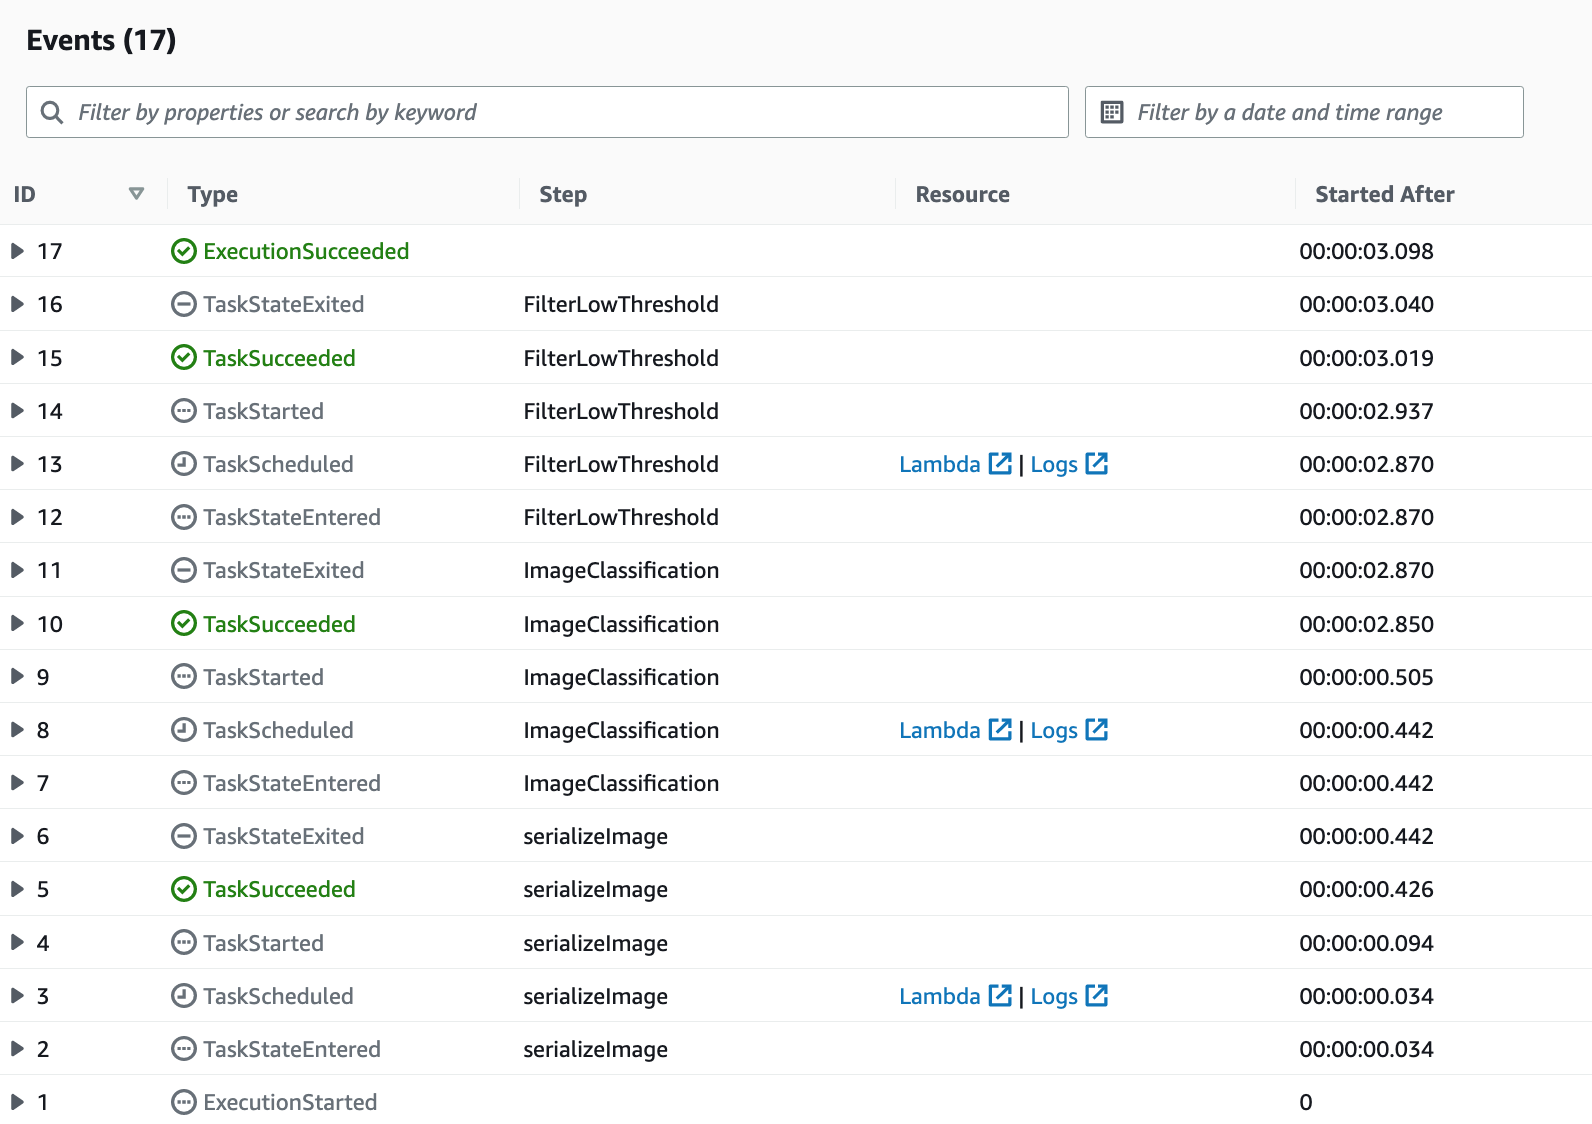 Events (17)
Filter by properties or search by keyword Filter by a date and time range
ID Type Step Resource Started After
17 ExecutionSucceeded 00:00:03.098
16 TaskStateExited FilterLowThreshold 00:00:03.040
15 TaskSucceeded FilterLowThreshold 00:00:03.019
14 TaskStarted FilterLowThreshold 00:00:02.937
13 TaskScheduled FilterLowThreshold Lambda | Logs 00:00:02.870
12 TaskStateEntered FilterLowThreshold 00:00:02.870
11 TaskStateExited ImageClassification 00:00:02.870
10 TaskSucceeded ImageClassification 00:00:02.850
9 TaskStarted ImageClassification 00:00:00.505
8 TaskScheduled ImageClassification Lambda | Logs 00:00:00.442
7 TaskStateEntered ImageClassification 00:00:00.442
6 TaskStateExited serializeImage 00:00:00.442
5 TaskSucceeded serializeImage 00:00:00.426
4 TaskStarted serializeImage 00:00:00.094
3 TaskScheduled serializeImage Lambda | Logs 00:00:00.034
2 TaskStateEntered serializeImage 00:00:00.034
1 ExecutionStarted 0